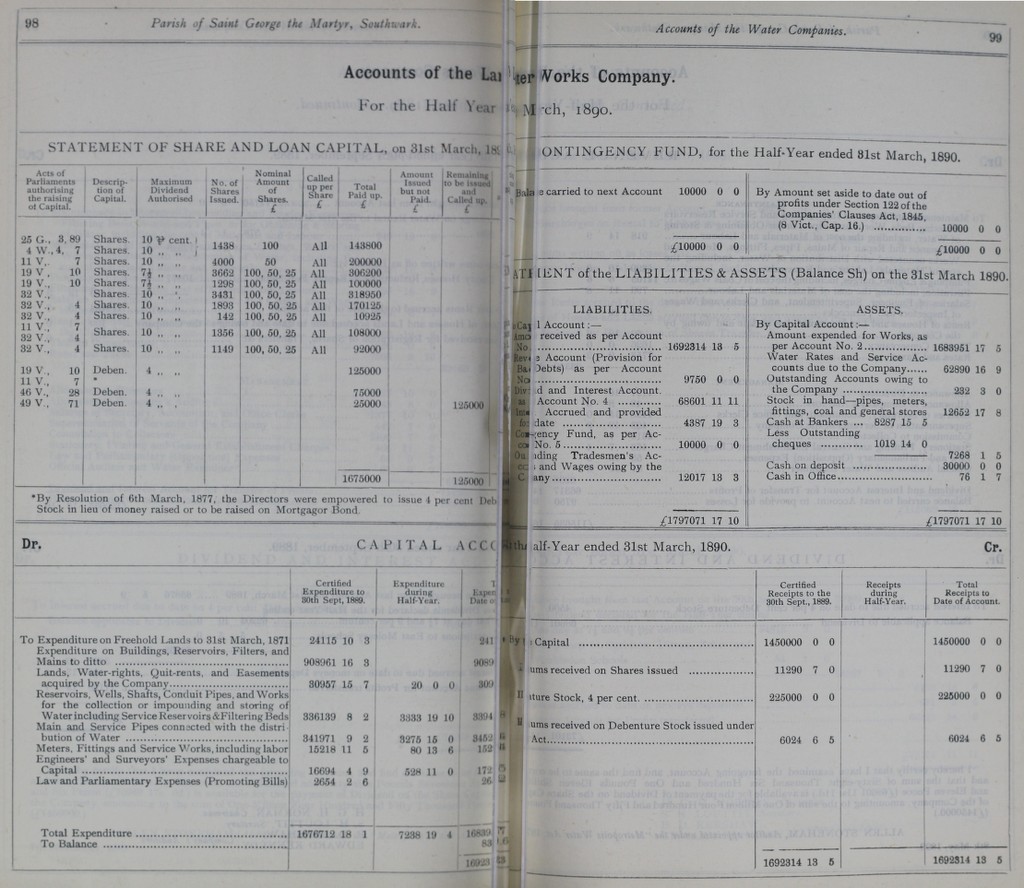 98 Parish of Saint George the Martyr, Southwark.
Accounts of the La
For the Half Year
STATEMENT OF SHARE AND LOAN CAPITAL, on 31st March, 18
Acts of Parliaments authorising the raising of Capital. Description of Capital. Maximum Dividend Authorised No. of Shares Issued. Nominal Amount of Shares. £ Called up per Share £ Total Paid up. £ Amount Issued but not Paid. £ Remaining to be issued and Called up. £
25 G., 3, 89 Shares. 10 ⅌ cent.
4 W., 4, 7 Shares. 10 ,, ,, 1438 100 All 143800
11 V., 7 Shares. 10 ,, ,, 4000 50 All 200000
19 V., 10 Shares. 7½ ,, ,, 3662 100, 50, 25 All 306200
19 V., 10 Shares. 7½ ,, ,, 1298 100, 50, 25 All 100000
32 V., Shares. 10 ,, ,, 3431 100, 50, 25 All 318950
32 V., 4 Shares. 10 ,, ,, 1893 100, 50, 25 All 170125
32 V., 4 Shares. 10 ,, ,, 142 100, 50, 25 All 10925
11 V., 7
32 V., 4 Shares. 10 ,, ,, 1356 100, 50, 25 All 108000
32 V., 4 Shares. 10 ,, ,, 1149 100, 50, 25 All 92000
19 V., 10 Deben. 4 ,, ,, 125000
11 V., 7 *
46 V., 28 Deben. 4 ,, ,, 75000
49 V., 71 Deben. 4 ,, 25000 125000
1675000 125000
*By Resolution of 6th March, 1877, the Directors were empowered to issue 4 per cent Deb
Stock in lieu of money raised or to be raised on Mortgagor Bond.
Dr. CAPITAL ACCO
Certified Expenditure to 30th Sept, 1889. Expenditure during Half-Year.
To Expenditure on Freehold Lands to 31st March, 1871 24115 10 3 241
Expenditure on Buildings, Reservoirs, Filters, and
Mains to ditto 908961 16 3 9089
Lands, Water-rights, Quit-rents, and Easements
acquired by the Company 30957 15 7 20 0 0 309
Reservoirs, Wells, Shafts, Conduit Pipes, and Works
for the collection or impounding and storing of
Water including Service Reservoirs & Filtering Beds 336139 8 2 3333 19 10 3394
Main and Service Pipes connected with the distri-
bution of Water 341971 9 2 3275 15 0 3452
Meters, Fittings and Service Works, including labor 15218 11 5 80 13 6 152
Engineers' and Surveyors' Expenses chargeable to
Capital 16694 4 9 528 11 0 172
Law and Parliamentary Expenses (Promoting Bills) 2654 2 6 26
Total Expenditure 1676712 18 1 7238 19 4 16839
To Balance 83
16923
Accounts of the Water Companies. 99
ter Works Company.
March, 1890.
ONTINGENCY FUND, for the Half-Year ended 31st March, 1890.
Balance carried to next Account 10000 0 0
£10000 0 0
By Amount set aside to date out of
profits under Section 122 of the
Companies' Clauses Act, 1845,
(8 Vict., Cap. 16.) 10000 0 0
£10000 0 0
MENT of the LIABILITIES & ASSETS (Balance Sh) on the 31st March 1890.
LIABILITIES.
l Account:—
received as per Account
No. 1692314 13 5
e Account (Provision for
Debts) as per Account
No. 9750 0 0
d and Interest Account.
Account No. 4 68601 11 11
Accrued and provided
date 4387 19 3
gency Fund, as per Ac-
No. 5 10000 0 0
ding Tradesmen's Ac-
and Wages owing by the
any 12017 13 3
£1797071 17 10
ASSETS.
By Capital Account:—
Amount expended for Works, as
per Account No. 2 1683951 17 5
Water Rates and Service Ac-
counts due to the Company 62890 16 9
Outstanding Accounts owing to
the Company 232 3 0
Stock in hand—pipes, meters,
fittings, coal and general stores 12652 17 8
Cash at Bankers ... 8287 15 5
Less Outstanding
cheques 1019 14 0
7268 1 5
Cash on deposit 30000 0 0
Cash in Office 76 1 7
£1797071 17 10
the alf-Year ended 31st March, 1890. Cr.
Certified Receipts to the 30th Sept., 1889. Receipts during Half-Year. Total Receipts to Date of Account.
By Capital 1450000 0 0 1450000 0 0
ums received on Shares issued 11290 7 0 11290 7 0
ture Stock, 4 per cent. 225000 0 0 225000 0 0
ums received on Debenture Stock issued under
Act 6024 6 5 6024 6 5
1692314 13 5 1692314 13 5